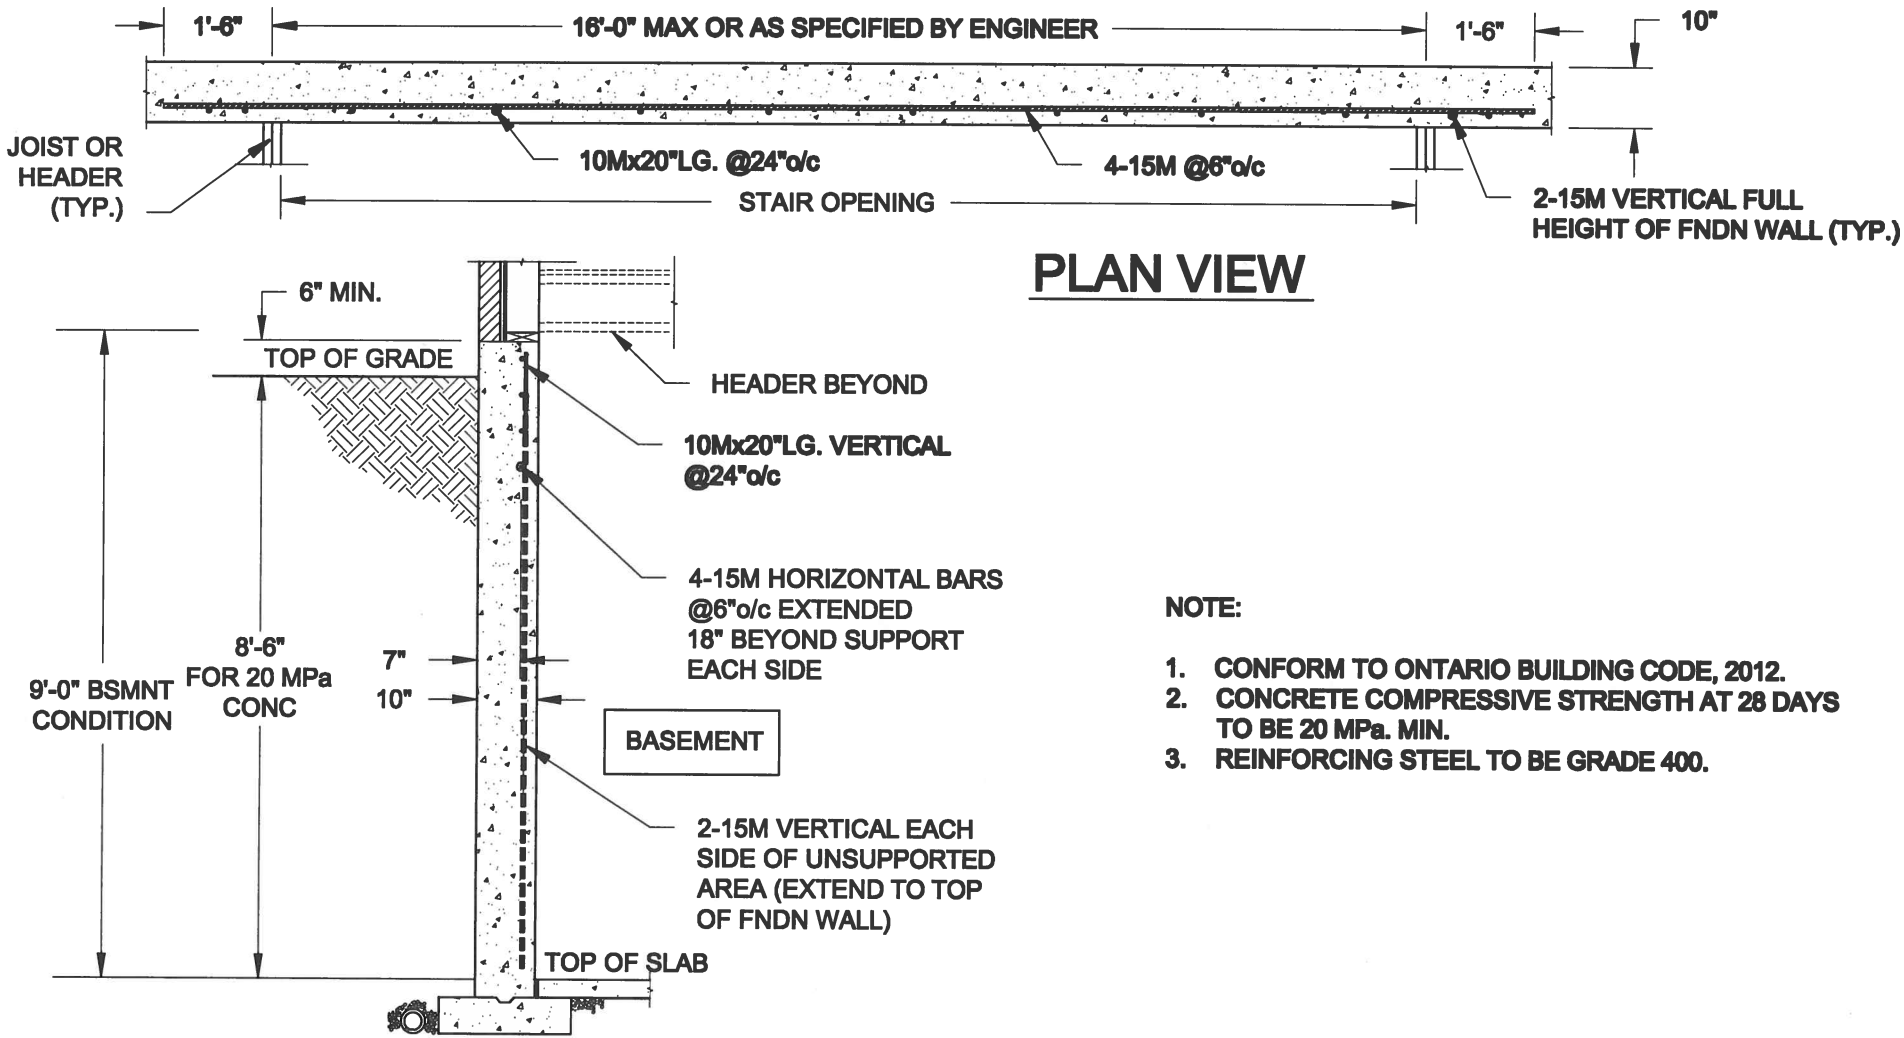 1'-6"
16'-0" MAX OR AS SPECIFIED BY ENGINEER
1'-6"
10"
JOIST OR
HEADER
(TYP.)
10Mx20"LG. @24"o/c
4-15M @6"o/c
STAIR OPENING
2-15M VERTICAL FULL
HEIGHT OF FNDN WALL (TYP.)
PLAN VIEW
6" MIN.
TOP OF GRADE
HEADER BEYOND
10Mx20"LG. VERTICAL
@24"o/c
4-15M HORIZONTAL BARS
@6"o/c EXTENDED
18" BEYOND SUPPORT
EACH SIDE
9'-0" BSMNT
CONDITION
8'-6"
FOR 20 MPa
CONC
7"
10"
BASEMENT
2-15M VERTICAL EACH
SIDE OF UNSUPPORTED
AREA (EXTEND TO TOP
OF FNDN WALL)
TOP OF SLAB
NOTE:
1. CONFORM TO ONTARIO BUILDING CODE, 2012.
2. CONCRETE COMPRESSIVE STRENGTH AT 28 DAYS
TO BE 20 MPa. MIN.
3. REINFORCING STEEL TO BE GRADE 400.